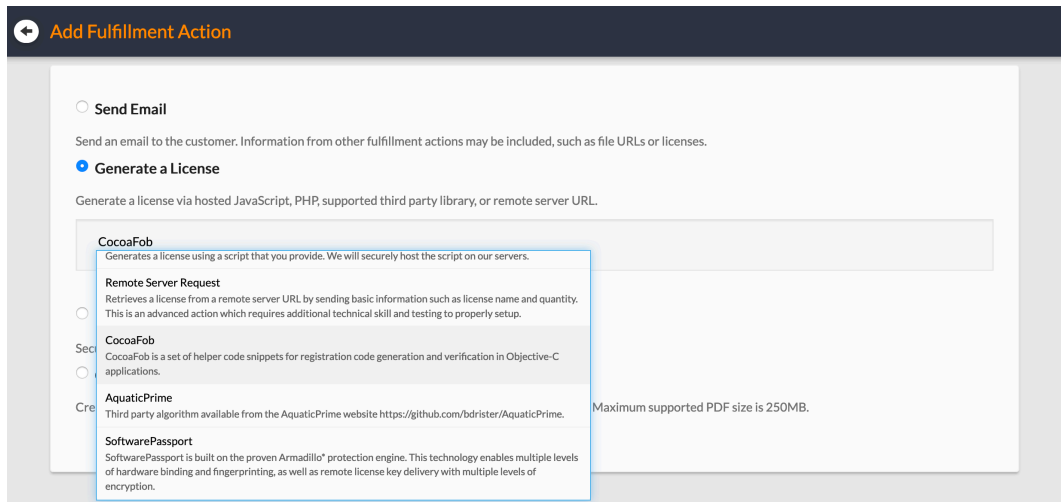 Add Fulfillment Action
Send Email
Send an email to the customer. Information from other fulfillment actions may be included, such as file URLs or licenses.
Generate a License
Generate a license via hosted JavaScript, PHP, supported third party library, or remote server URL.
CocoaFob
Generates a license using a script that you provide. We will securely host the script on our servers.
Remote Server Request
Retrieves a license from a remote server URL by sending basic information such as license name and quantity.
This is an advanced action which requires additional technical skill and testing to properly setup.
CocoaFob
CocoaFob is a set of helper code snippets for registration code generation and verification in Objective-C
applications.
AquaticPrime
Third party algorithm available from the AquaticPrime website https://github.com/bdrister/AquaticPrime.
Maximum supported PDF size is 250MB.
SoftwarePassport
SoftwarePassport is built on the proven Armadillo* protection engine. This technology enables multiple levels
of hardware binding and fingerprinting, as well as remote license key delivery with multiple levels of
encryption.